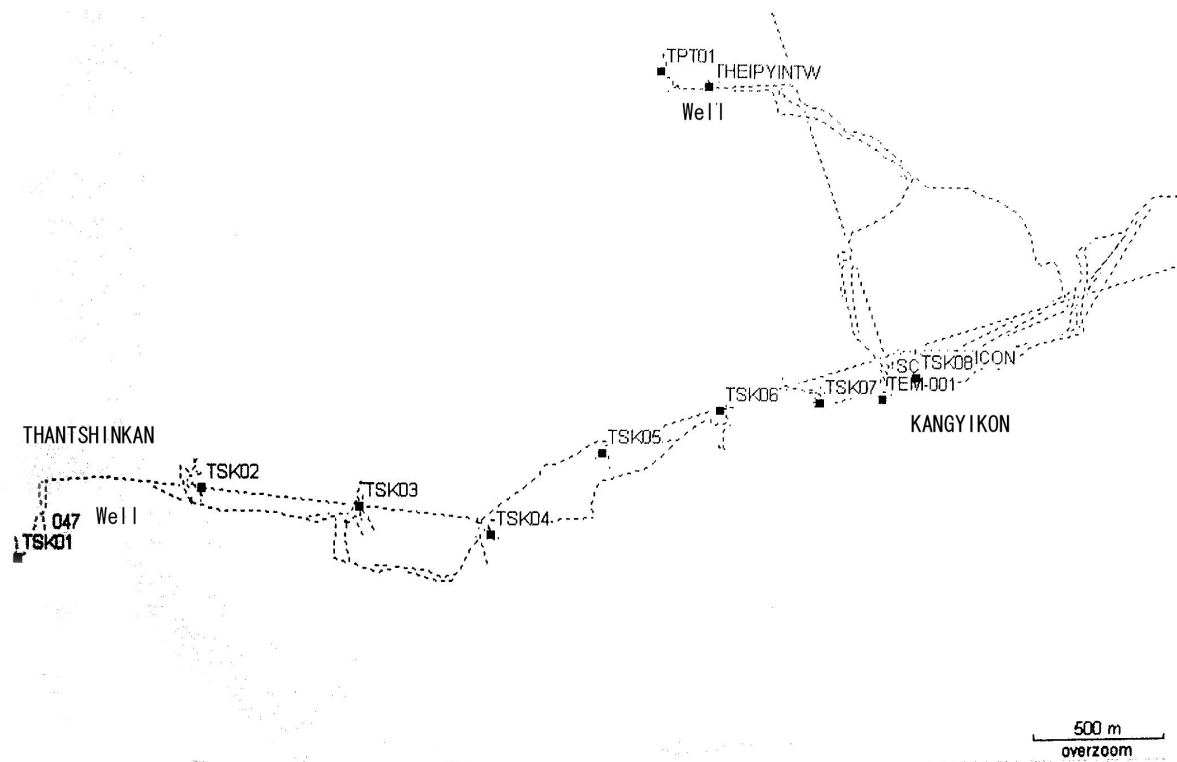 TPT01
THEIPYINTW
Well
TSK08
ICON
TSK07
TEM-001
TSK06
KANGYIKON
TSK05
THANTSHINKAN
TSK02
TSK03
Well
047
TSK04
TSK01
500 m
overzoom